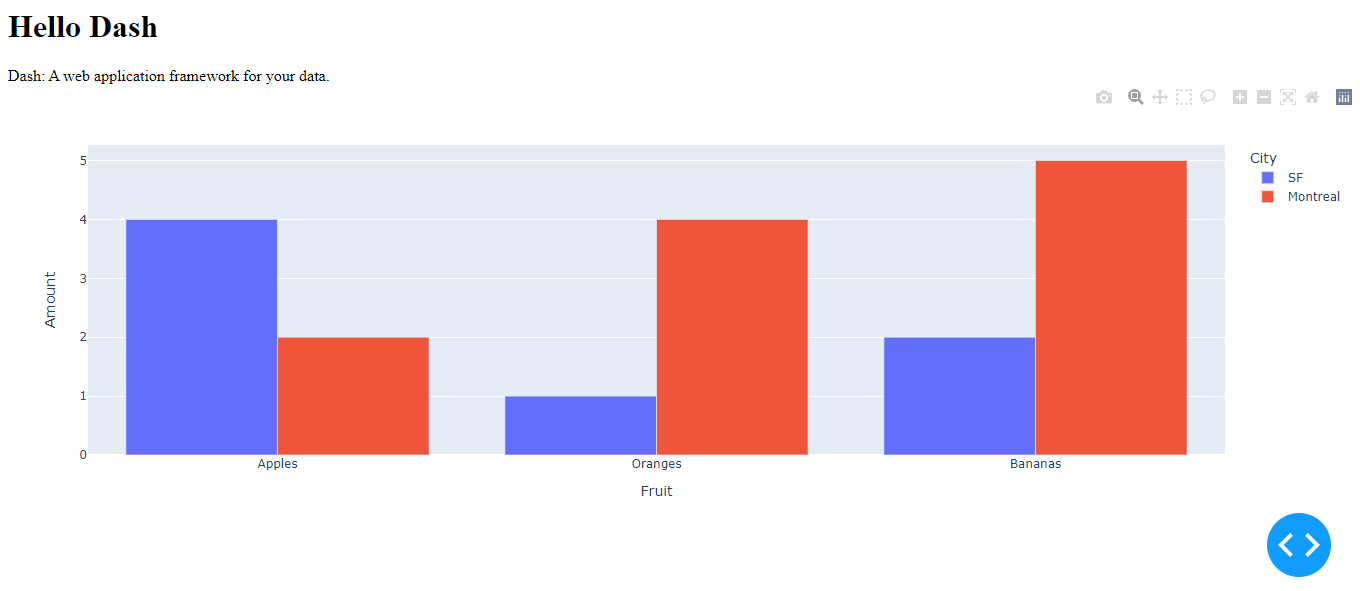 Hello Dash
Dash: A web application framework for your data.
City
SF
Montreal
5
4
3
2
1
0
Amount
Apples Oranges Bananas
Fruit